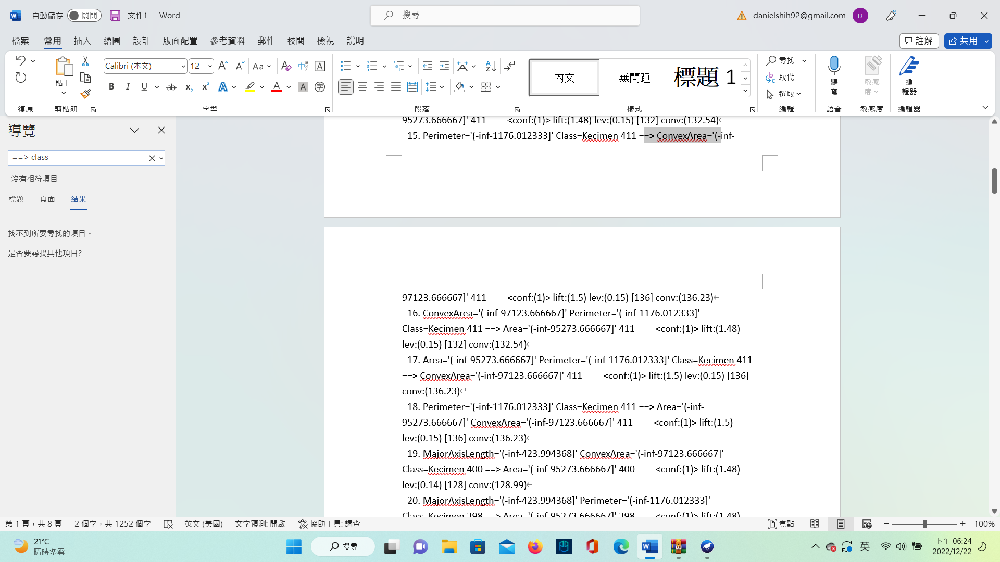 自動儲存 關閉 文件1 - Word 搜尋 danielshih92@gmail.com D
檔案 常用 插入 繪圖 設計 版面配置 參考資料 郵件 校閱 檢視 說明 註解 共用
貼上 Calibri (本文) 12 Aa A 內文 無間距 標題 1 尋找 取代 選取 聽寫 敏感度 編輯器
B I U ab x₂ x² A A A 字
復原 剪貼簿 字型 段落 樣式 編輯 語音 敏感度 編輯器
導覽
==> class
沒有相符項目
標題 頁面 結果
找不到所要尋找的項目。
是否要尋找其他項目?
95273.666667]' 411 <conf:(1)> lift:(1.48) lev:(0.15) [132] conv:(132.54)
15. Perimeter='(-inf-1176.012333]' Class=Kecimen 411 ==> ConvexArea='(-inf-
97123.666667]' 411 <conf:(1)> lift:(1.5) lev:(0.15) [136] conv:(136.23)
16. ConvexArea='(-inf-97123.666667]' Perimeter='(-inf-1176.012333]'
Class=Kecimen 411 ==> Area='(-inf-95273.666667]' 411 <conf:(1)> lift:(1.48)
lev:(0.15) [132] conv:(132.54)
17. Area='(-inf-95273.666667]' Perimeter='(-inf-1176.012333]' Class=Kecimen 411
==> ConvexArea='(-inf-97123.666667]' 411 <conf:(1)> lift:(1.5) lev:(0.15) [136]
conv:(136.23)
18. Perimeter='(-inf-1176.012333]' Class=Kecimen 411 ==> Area='(-inf-
95273.666667]' ConvexArea='(-inf-97123.666667]' 411 <conf:(1)> lift:(1.5)
lev:(0.15) [136] conv:(136.23)
19. MajorAxisLength='(-inf-423.994368]' ConvexArea='(-inf-97123.666667]'
Class=Kecimen 400 ==> Area='(-inf-95273.666667]' 400 <conf:(1)> lift:(1.48)
lev:(0.14) [128] conv:(128.99)
20. MajorAxisLength='(-inf-423.994368]' Perimeter='(-inf-1176.012333]'
Class=Kecimen 398 ==> Area='(-inf-95273.666667]' 398 <conf:(1)> lift:(1.48)
第 1 頁，共 8 頁 2 個字，共 1252 個字 英文 (美國) 文字預測: 開啟 協助工具: 調查 焦點 100%
21°C
晴時多雲
搜尋
英
下午 06:24
2022/12/22